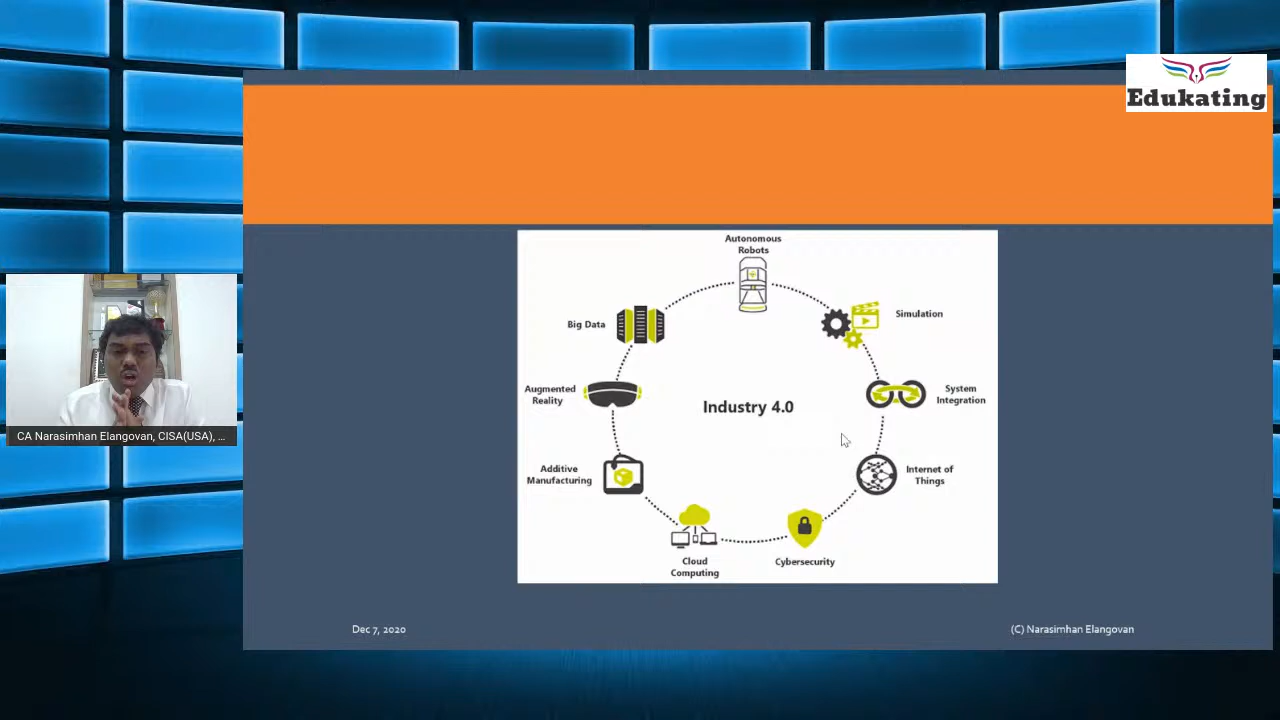 Edukating
Autonomous
Robots
Simulation
Big Data
System
Integration
Augmented
Reality
Industry 4.0
Internet of
Things
Additive
Manufacturing
Cybersecurity
Cloud
Computing
CA Narasimhan Elangovan, CISA(USA), ...
Dec 7, 2020
(C) Narasimhan Elangovan